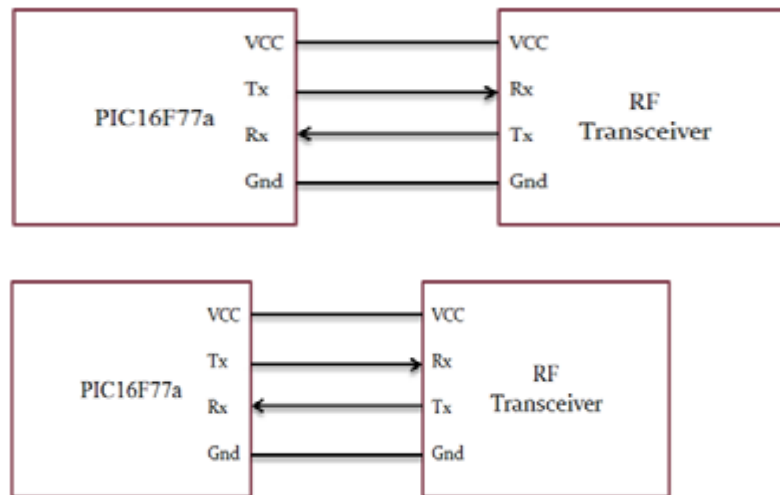 VCC VCC
Tx Rx
PIC16F77a RF
Rx Tx Transceiver
Gnd Gnd
VCC VCC
Tx Rx
PIC16F77a RF
Rx Tx Transceiver
Gnd Gnd